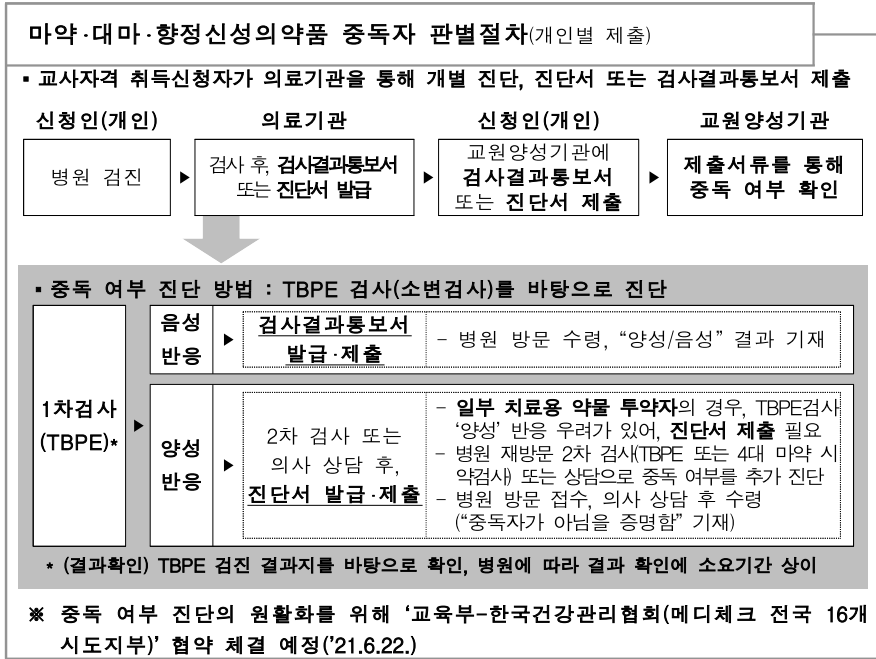 마약·대마·향정신성의약품 중독자 판별절차(개인별 제출)
▪ 교사자격 취득신청자가 의료기관을 통해 개별 진단, 진단서 또는 검사결과통보서 제출
신청인(개인)
병원 검진
▶
의료기관
검사 후, 검사결과통보서
또는 진단서 발급
▶
신청인(개인)
교원양성기관에
검사결과통보서
또는 진단서 제출
▶
교원양성기관
제출서류를 통해
중독 여부 확인
▪ 중독 여부 진단 방법 : TBPE 검사(소변검사)를 바탕으로 진단
1차검사
(TBPE)*
▶
음성
반응
▶
검사결과통보서
발급·제출
- 병원 방문 수령, “양성/음성” 결과 기재
양성
반응
▶
2차 검사 또는
의사 상담 후,
진단서 발급·제출
- 일부 치료용 약물 투약자의 경우, TBPE검사
‘양성’ 반응 우려가 있어, 진단서 제출 필요
- 병원 재방문 2차 검사(TBPE 또는 4대 마약 시
약검사) 또는 상담으로 중독 여부를 추가 진단
- 병원 방문 접수, 의사 상담 후 수령
(“중독자가 아님을 증명함” 기재)
* (결과확인) TBPE 검진 결과지를 바탕으로 확인, 병원에 따라 결과 확인에 소요기간 상이
※ 중독 여부 진단의 원활화를 위해 ‘교육부-한국건강관리협회(메디체크 전국 16개
시도지부)’ 협약 체결 예정(’21.6.22.)